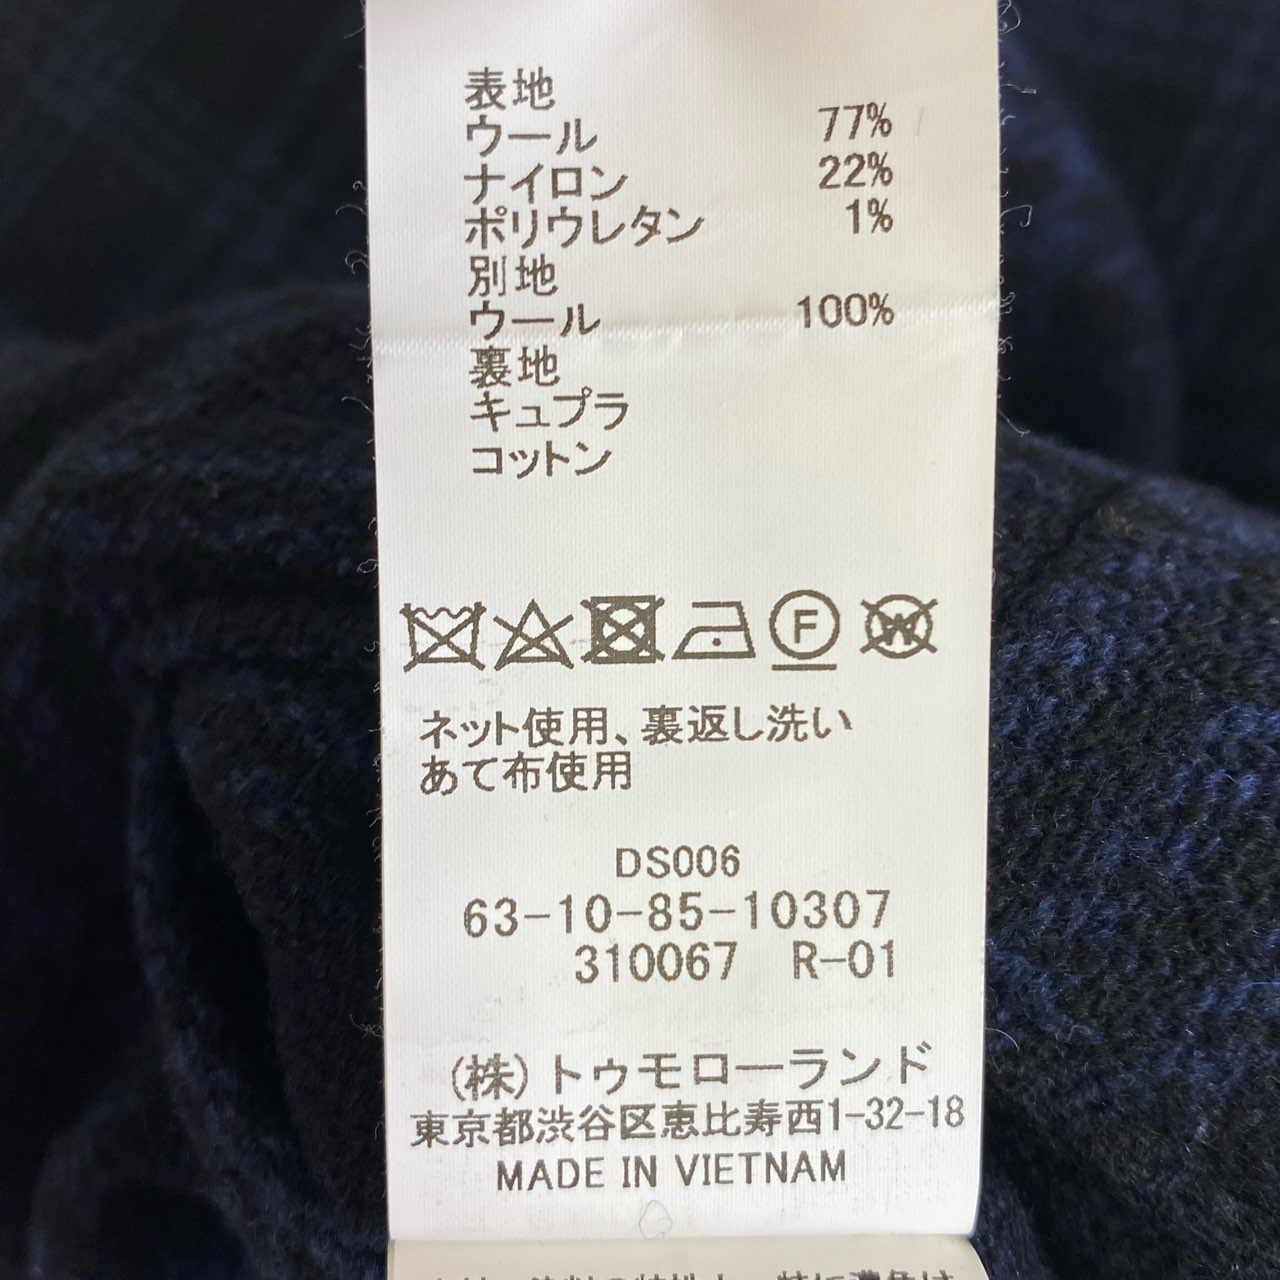 表地
ウール 77%
ナイロン 22%
ポリウレタン 1%
別地
ウール 100%
裏地
キュプラ
コットン
F W
ネット使用、裏返し洗い
あて布使用
DS006
63-10-85-10307
310067 R-01
(株)トゥモローランド
東京都渋谷区恵比寿西1-32-18
MADE IN VIETNAM